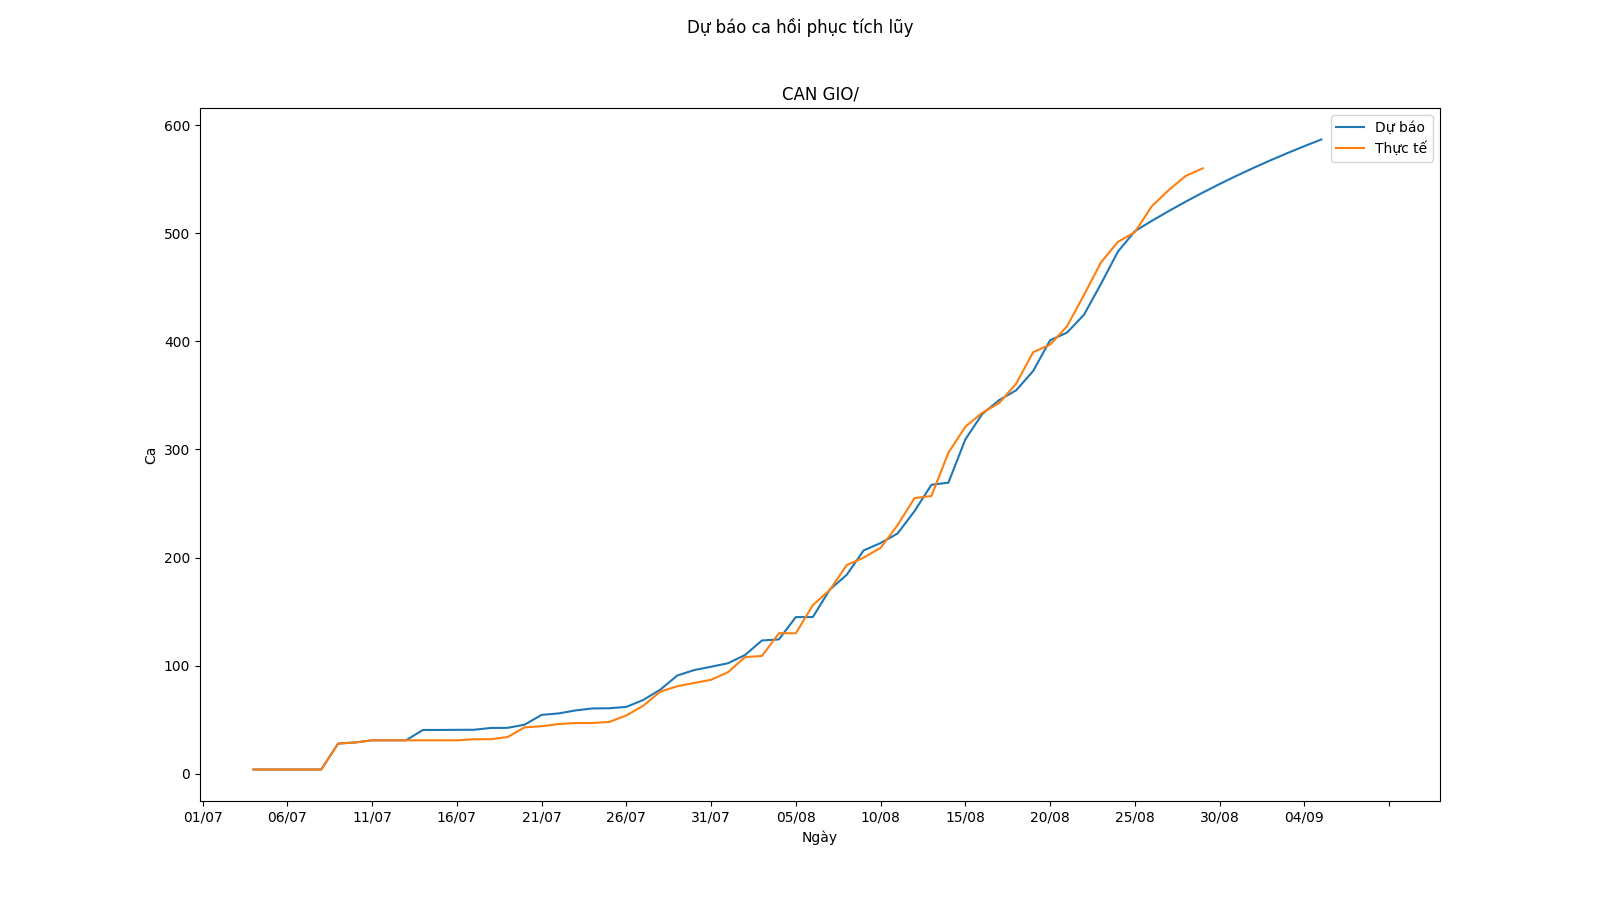 Dự báo ca hồi phục tích lũy
CAN GIO/
Dự báo
Thực tế
600
500
400
300
200
100
0
Ca
01/07 06/07 11/07 16/07 21/07 26/07 31/07 05/08 10/08 15/08 20/08 25/08 30/08 04/09
Ngày